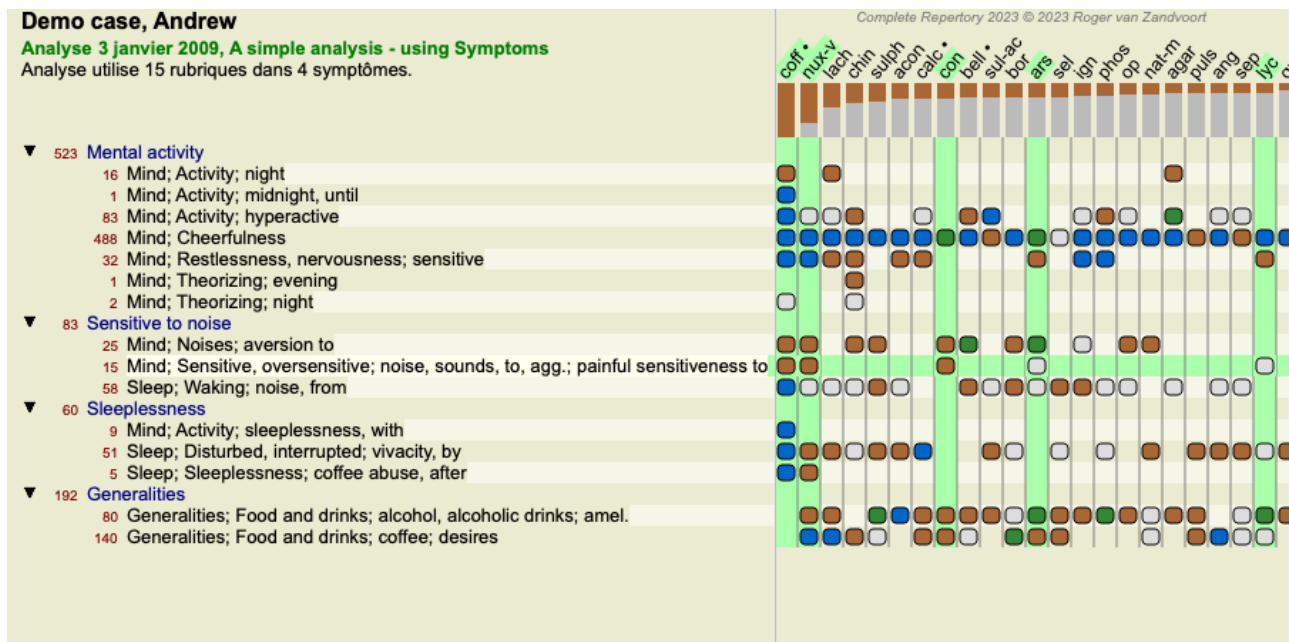 Demo case, Andrew
Complete Repertory 2023 © 2023 Roger van Zandvoort
Analyse 3 janvier 2009, A simple analysis - using Symptoms
Analyse utilise 15 rubriques dans 4 symptômes.
coff • nux-v lach chin sulph acon calc • con bell • sul-ac bor ars sel ign phos op nat-m agar puls ang sep lyc
▼ 523 Mental activity
16 Mind; Activity; night
1 Mind; Activity; midnight, until
83 Mind; Activity; hyperactive
488 Mind; Cheerfulness
32 Mind; Restlessness, nervousness; sensitive
1 Mind; Theorizing; evening
2 Mind; Theorizing; night
▼ 83 Sensitive to noise
25 Mind; Noises; aversion to
15 Mind; Sensitive, oversensitive; noise, sounds, to, agg.; painful sensitiveness to
58 Sleep; Waking; noise, from
▼ 60 Sleeplessness
9 Mind; Activity; sleeplessness, with
51 Sleep; Disturbed, interrupted; vivacity, by
5 Sleep; Sleeplessness; coffee abuse, after
▼ 192 Generalities
80 Generalities; Food and drinks; alcohol, alcoholic drinks; amel.
140 Generalities; Food and drinks; coffee; desires